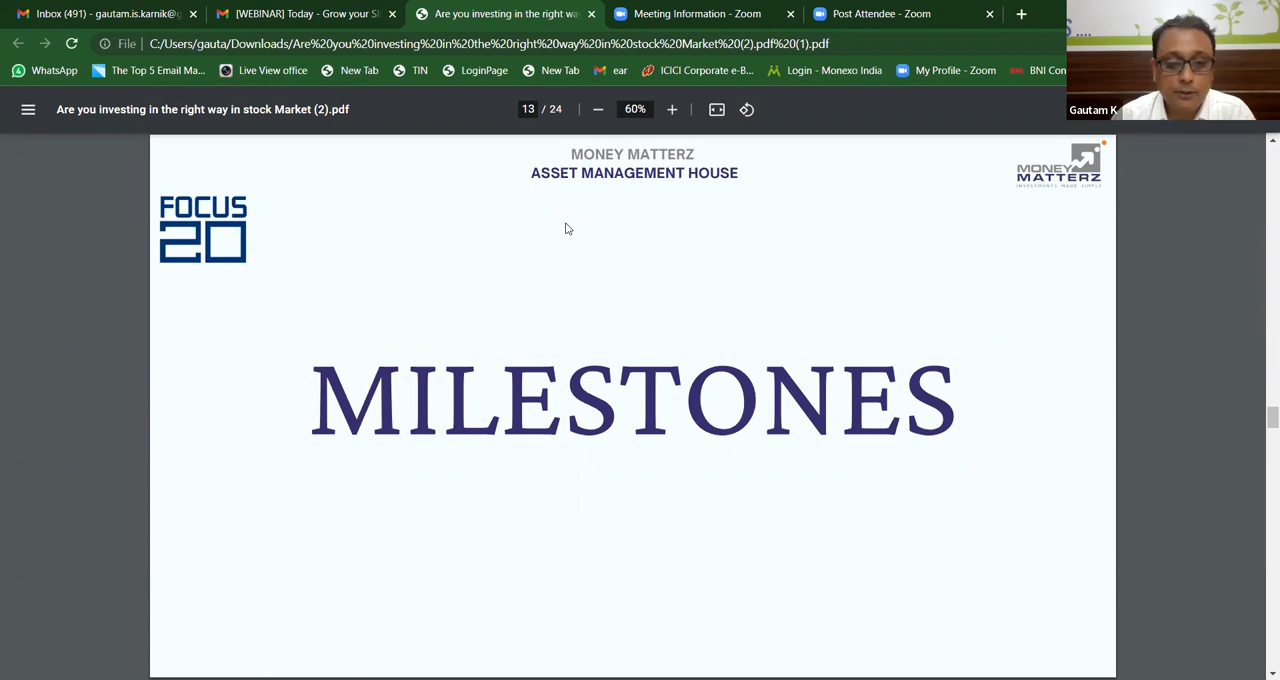 Inbox (491) - gautam.is.karnik@g
[WEBINAR] Today - Grow your SI
Are you investing in the right wa
Meeting Information - Zoom
Post Attendee - Zoom
File
C:/Users/gauta/Downloads/Are%20you%20investing%20in%20the%20right%20way%20in%20stock%20Market%20(2).pdf%20(1).pdf
WhatsApp
The Top 5 Email Ma...
Live View office
New Tab
TIN
LoginPage
New Tab
ear
ICICI Corporate e-B...
Login - Monexo India
My Profile - Zoom
BNI Con
Gautam K
Are you investing in the right way in stock Market (2).pdf
13 / 24
60%
MONEY MATTERZ
ASSET MANAGEMENT HOUSE
MONEY
MATTERZ
INVESTMENTS MADE SIMPLE
FOCUS
20
MILESTONES